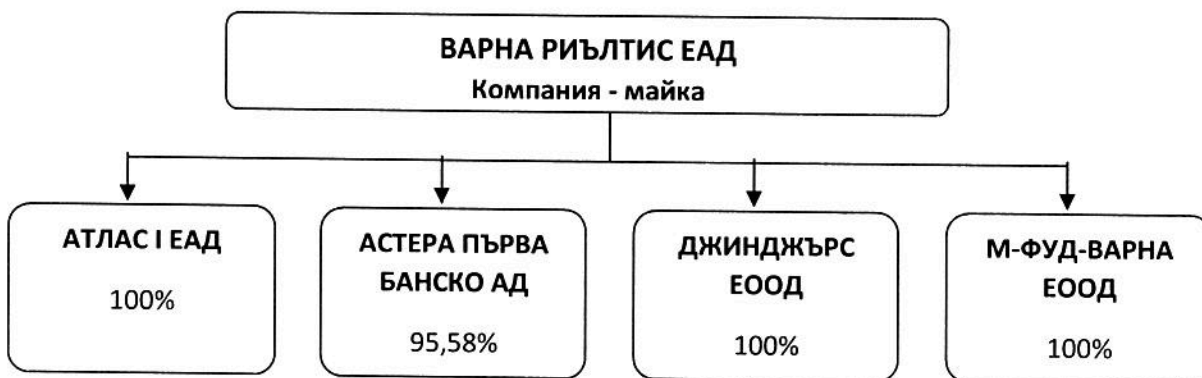 ВАРНА РИЪЛТИС ЕАД
Компания - майка
АТЛАС I ЕАД
100%
АСТЕРА ПЪРВА
БАНСКО АД
95,58%
ДЖИНДЖЪРС
ЕООД
100%
М-ФУД-ВАРНА
ЕООД
100%